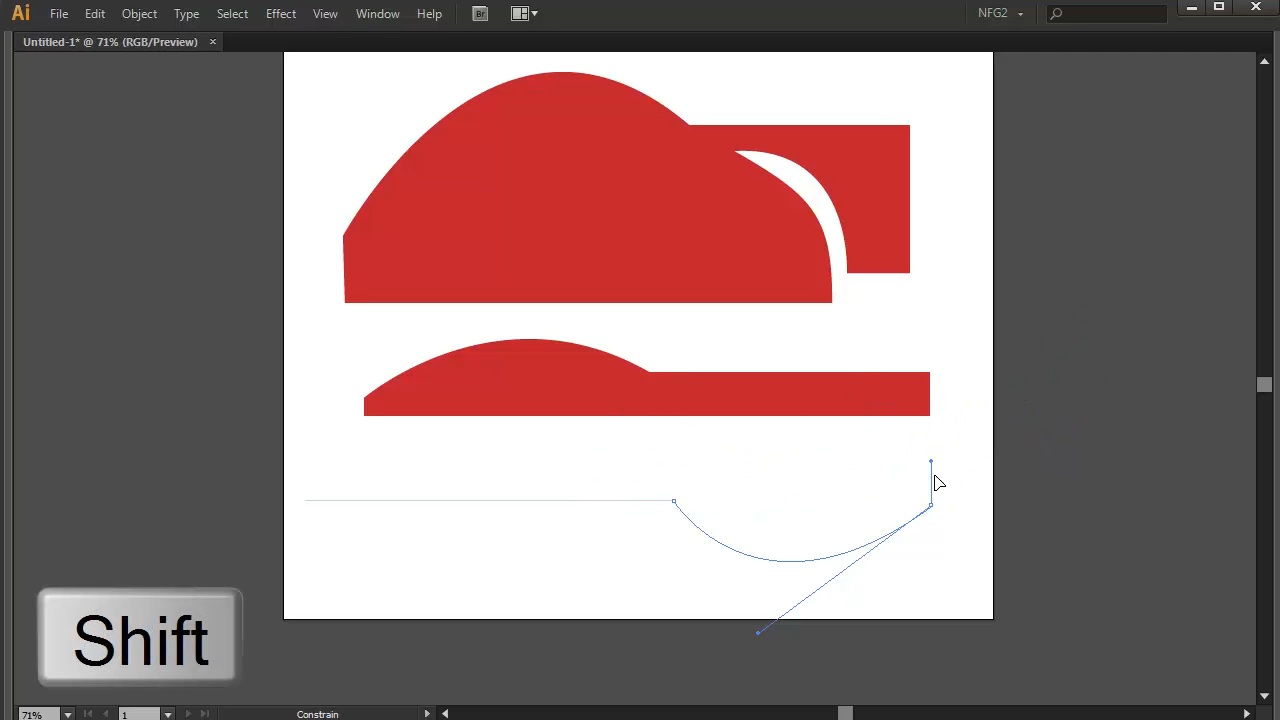 Ai File Edit Object Type Select Effect View Window Help Br NFG2
Untitled-1* @ 71% (RGB/Preview) ×
Shift
71% 1 Constrain